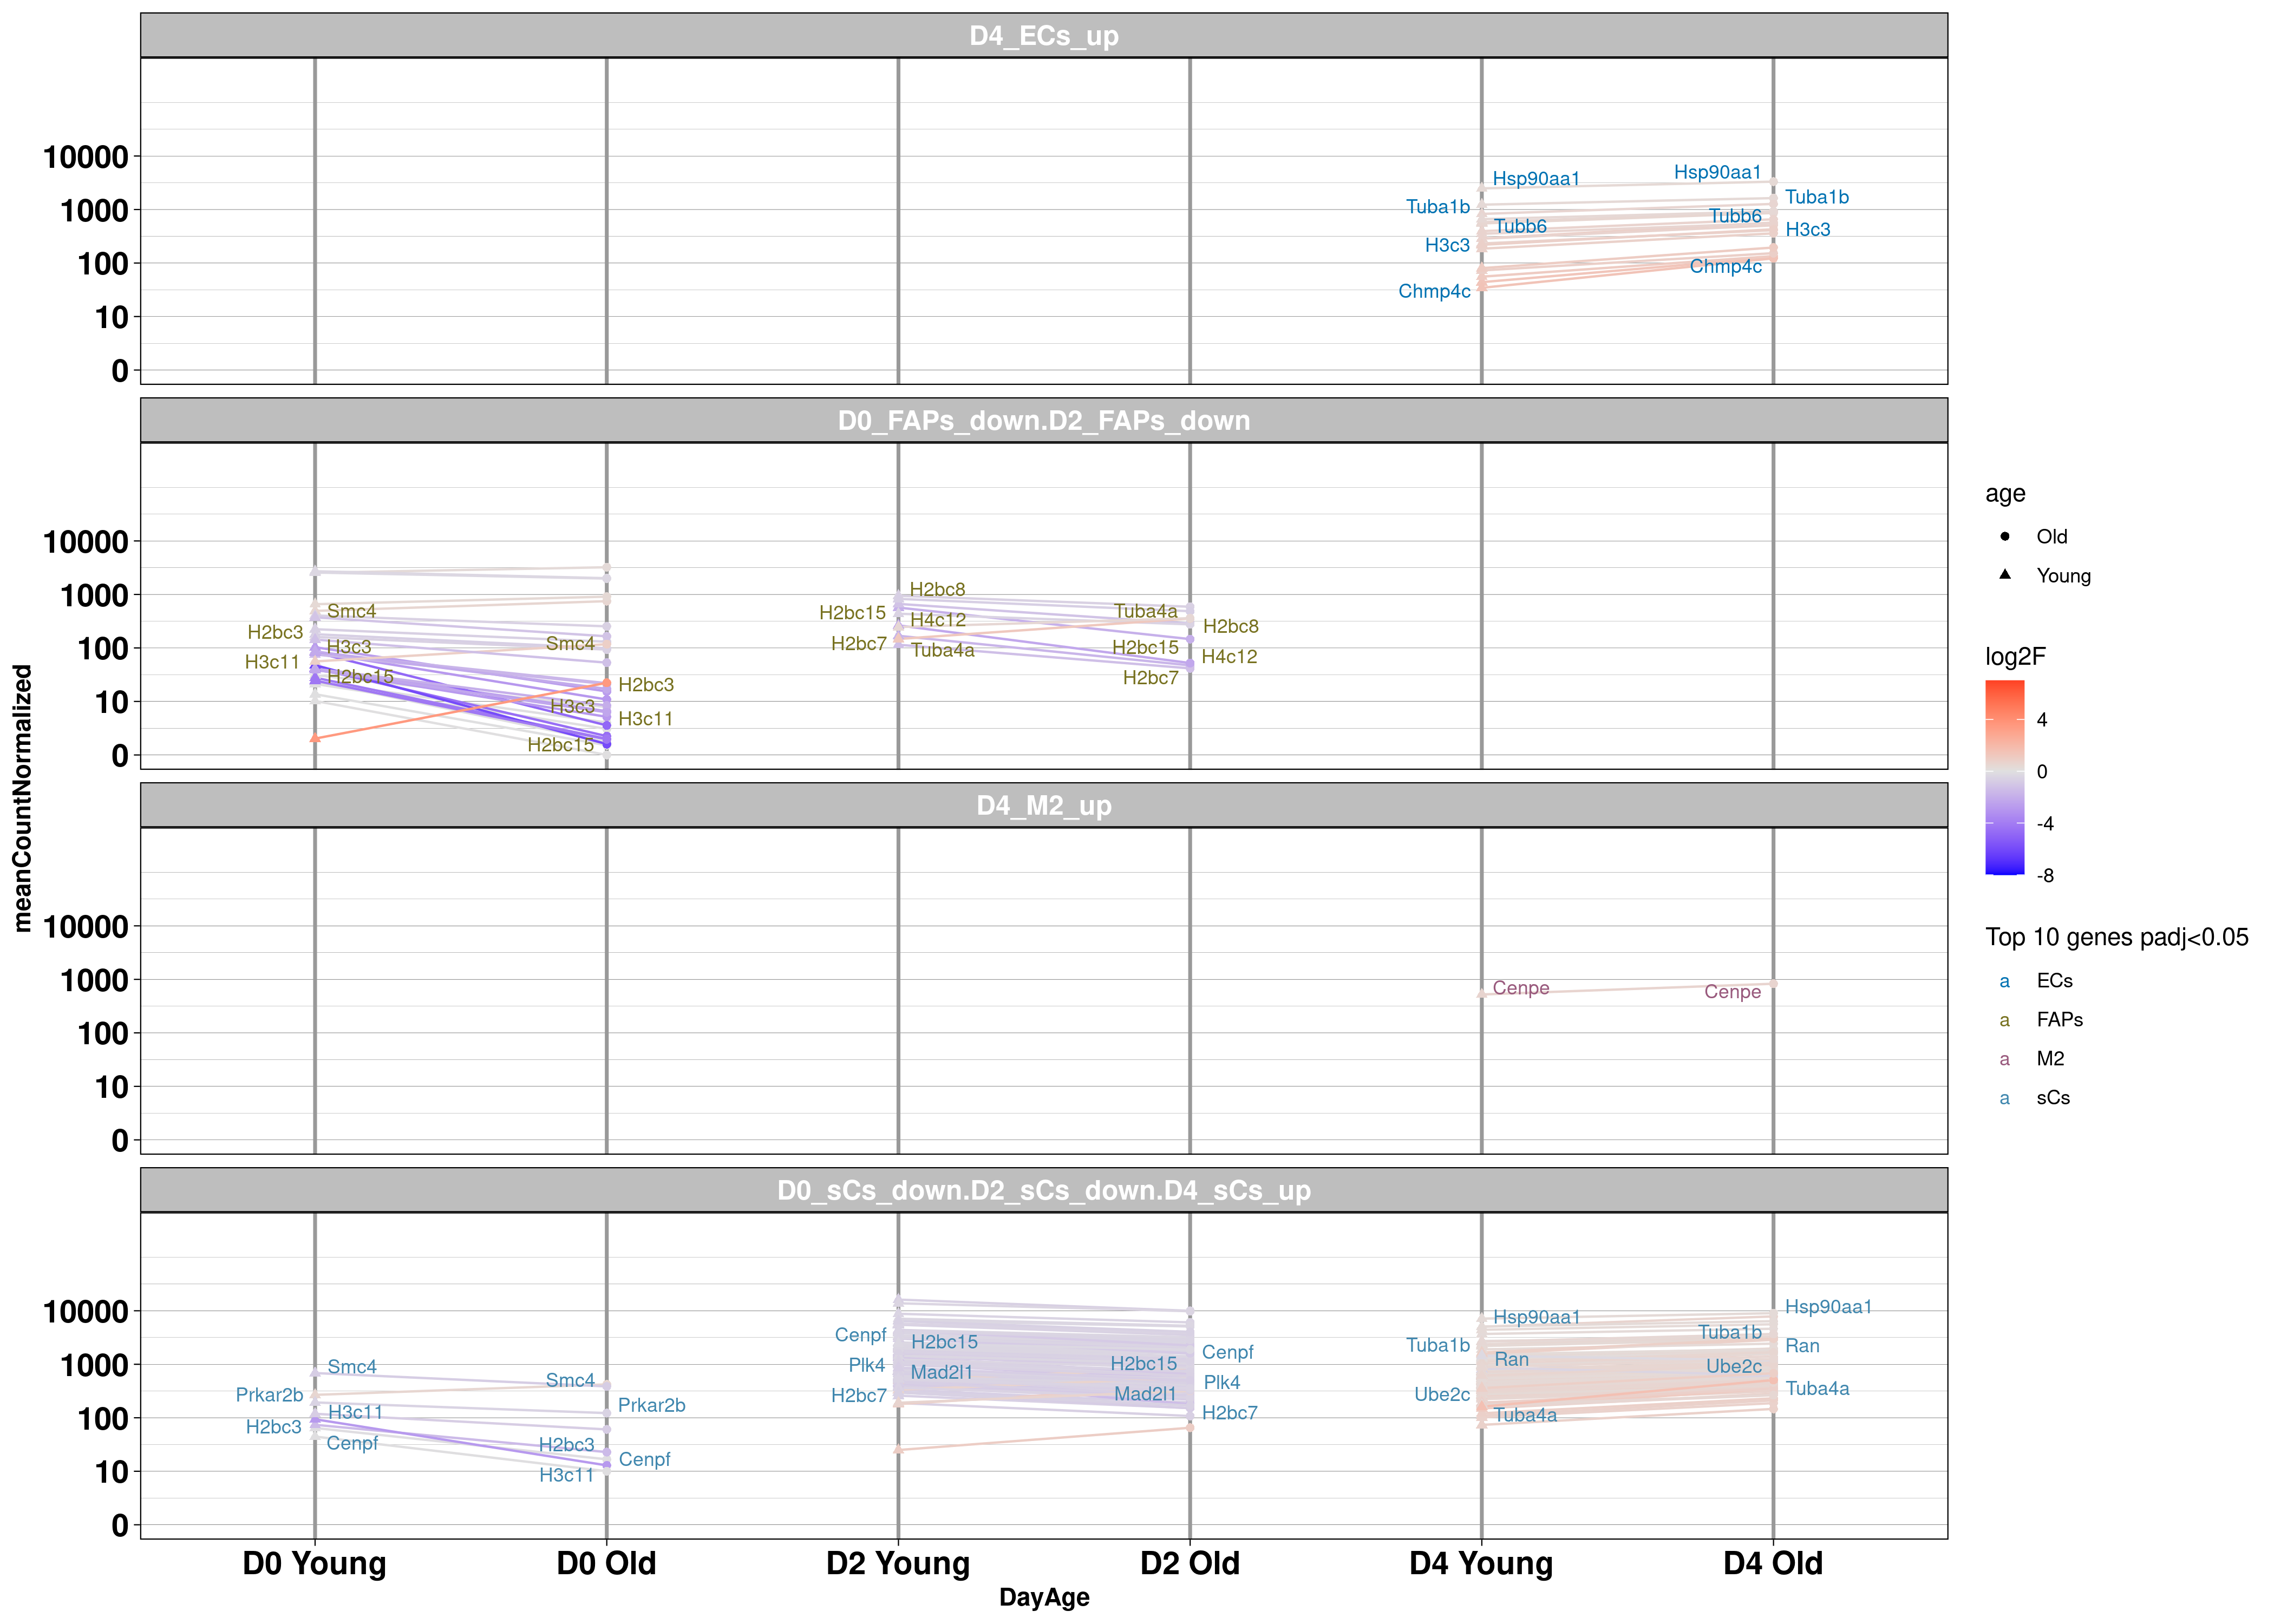 D4_ECs_up
10000
1000
100
10
0
Hsp90aa1
Hsp90aa1
Tuba1b
Tuba1b
Tubb6
Tubb6
H3c3
H3c3
Chmp4c
Chmp4c
D0_FAPs_down.D2_FAPs_down
10000
1000
100
10
0
Smc4
H2bc3
H3c3
H3c11
H2bc15
Smc4
H2bc3
H3c3
H3c11
H2bc15
H2bc8
H2bc15
H4c12
H2bc7
Tuba4a
Tuba4a
H2bc8
H2bc15
H4c12
H2bc7
D4_M2_up
10000
1000
100
10
0
Cenpe
Cenpe
D0_sCs_down.D2_sCs_down.D4_sCs_up
10000
1000
100
10
0
Smc4
Prkar2b
H3c11
H2bc3
Cenpf
Smc4
Prkar2b
H2bc3
Cenpf
H3c11
Cenpf
H2bc15
Plk4
Mad2l1
H2bc7
Cenpf
H2bc15
Plk4
Mad2l1
H2bc7
Hsp90aa1
Tuba1b
Ran
Ube2c
Tuba4a
Hsp90aa1
Tuba1b
Ran
Ube2c
Tuba4a
D0 Young
D0 Old
D2 Young
D2 Old
D4 Young
D4 Old
DayAge
meanCountNormalized
age
Old
Young
log2F
4
0
-4
-8
Top 10 genes padj<0.05
a ECs
a FAPs
a M2
a sCs